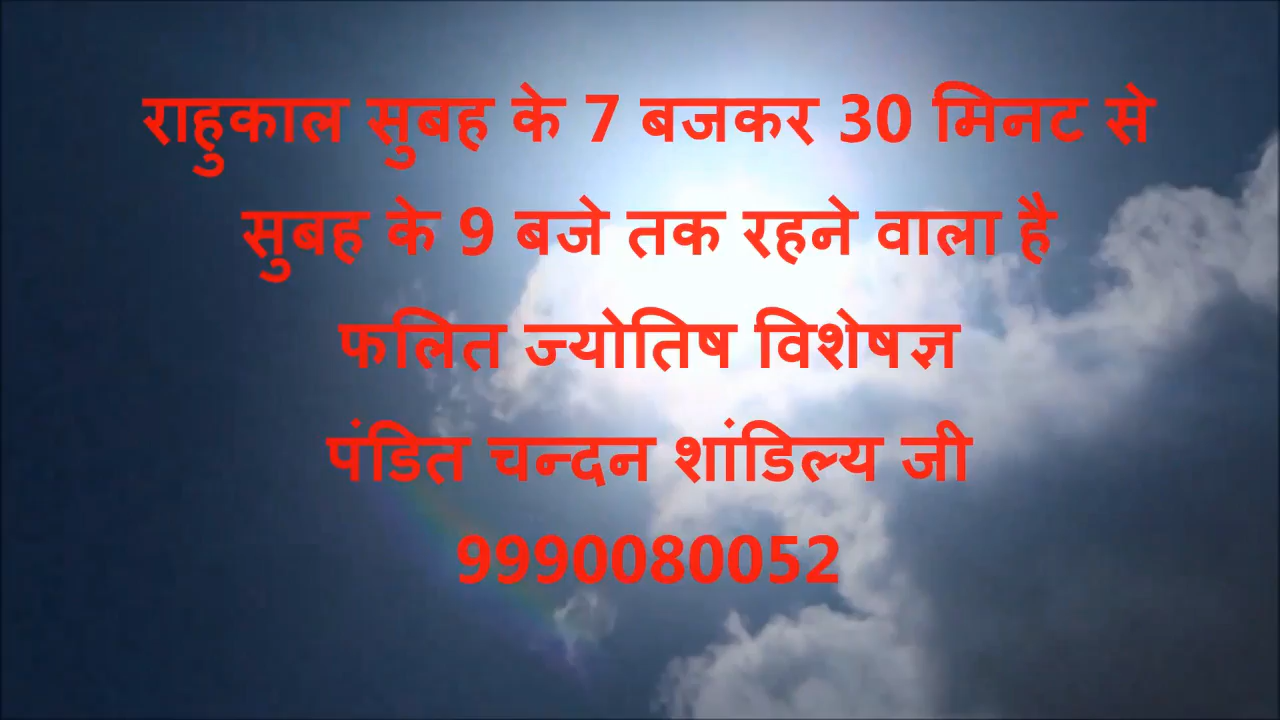 राहुकाल सुबह के 7 बजकर 30 मिनट से
सुबह के 9 बजे तक रहने वाला है
फलित ज्योतिष विशेषज्ञ
पंडित चन्दन शांडिल्य जी
9990080052